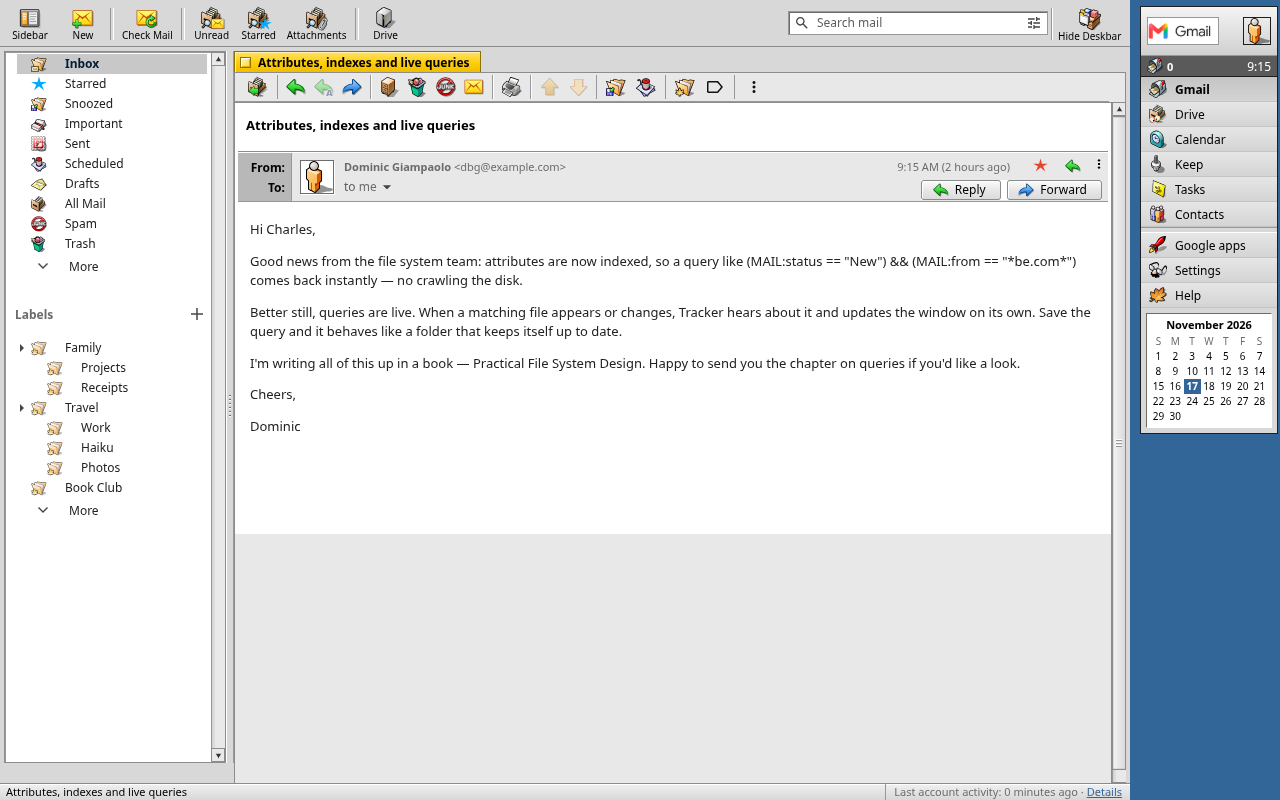 Sidebar
New
Check Mail
Unread
Starred
Attachments
Drive
Search mail
Hide Deskbar
Inbox
Starred
Snoozed
Important
Sent
Scheduled
Drafts
All Mail
Spam
Trash
More
Labels
Family
Projects
Receipts
Travel
Work
Haiku
Photos
Book Club
More
Attributes, indexes and live queries
Attributes, indexes and live queries
From:
To:
Dominic Giampaolo <dbg@example.com>
to me
9:15 AM (2 hours ago)
Reply
Forward
Hi Charles,
Good news from the file system team: attributes are now indexed, so a query like (MAIL:status == "New") && (MAIL:from == "*be.com*")
comes back instantly — no crawling the disk.
Better still, queries are live. When a matching file appears or changes, Tracker hears about it and updates the window on its own. Save the
query and it behaves like a folder that keeps itself up to date.
I'm writing all of this up in a book — Practical File System Design. Happy to send you the chapter on queries if you'd like a look.
Cheers,
Dominic
Gmail
0 9:15
Gmail
Drive
Calendar
Keep
Tasks
Contacts
Google apps
Settings
Help
November 2026
S M T W T F S
1 2 3 4 5 6 7
8 9 10 11 12 13 14
15 16 17 18 19 20 21
22 23 24 25 26 27 28
29 30
Attributes, indexes and live queries
Last account activity: 0 minutes ago · Details